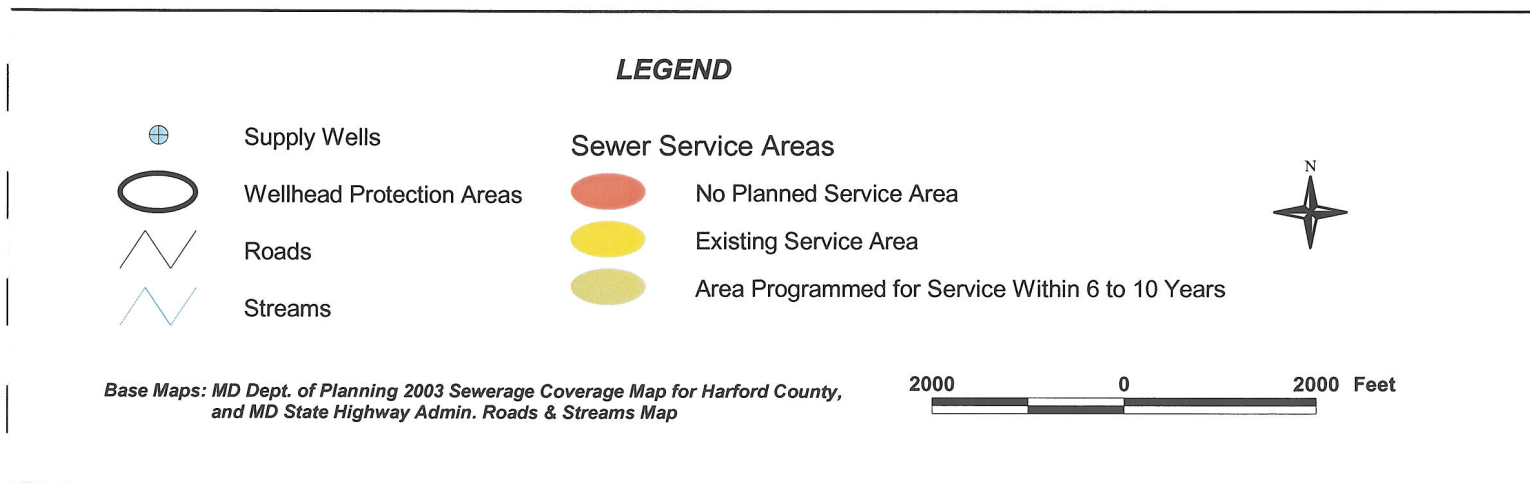 LEGEND
Supply Wells
Wellhead Protection Areas
Roads
Streams
Sewer Service Areas
No Planned Service Area
Existing Service Area
Area Programmed for Service Within 6 to 10 Years
N
Base Maps: MD Dept. of Planning 2003 Sewerage Coverage Map for Harford County,
and MD State Highway Admin. Roads & Streams Map
2000 0 2000 Feet